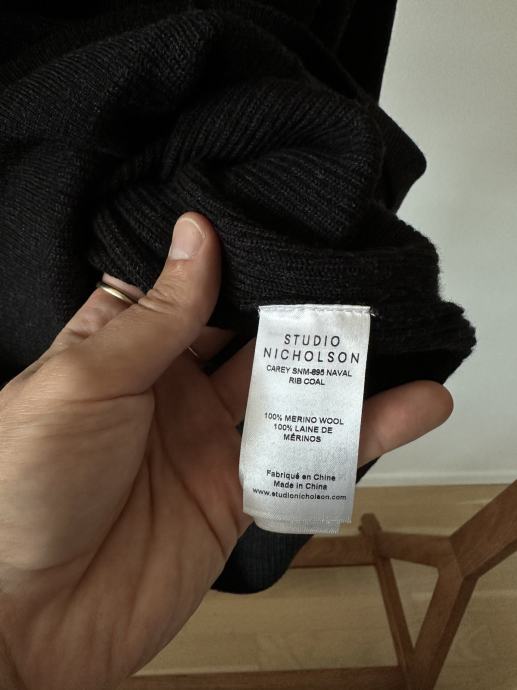 STUDIO
NICHOLSON
CAREY SNM-695 NAVAL
RIB COAL
100% MERINO WOOL
100% LAINE DE
MÉRINOS
Fabriqué en Chine
Made in China
www.studionicholson.com